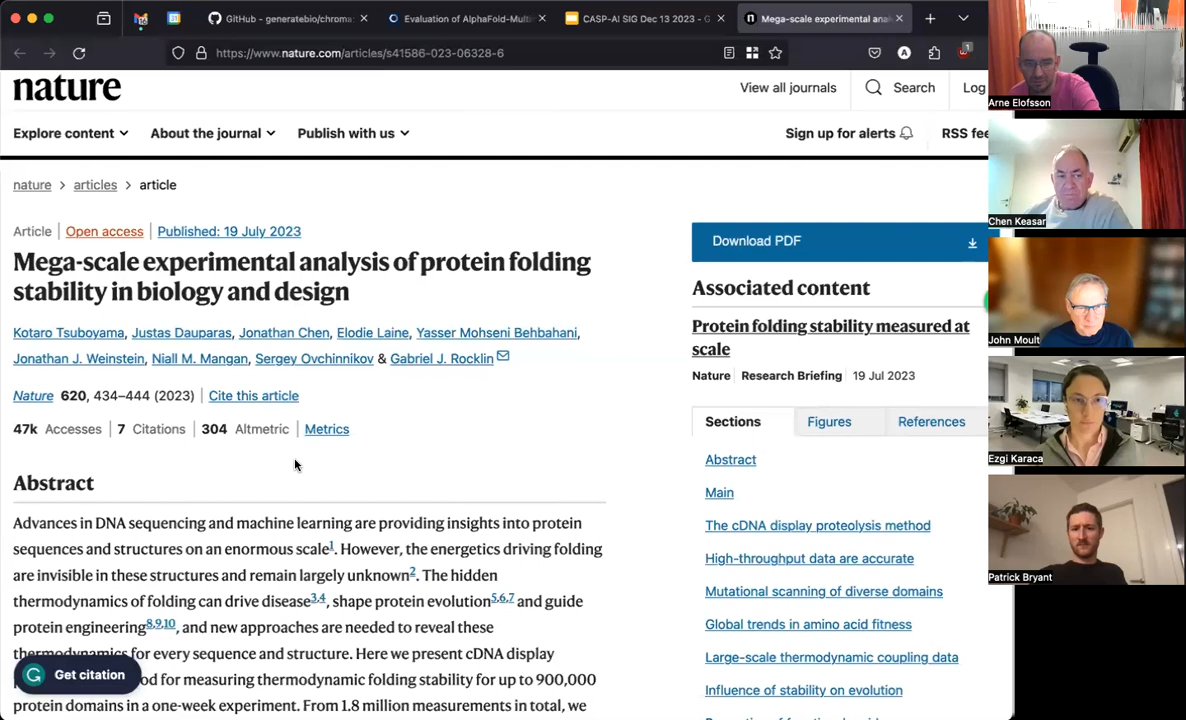 GitHub - generatebio/chroma
Evaluation of AlphaFold-Multi
CASP-AI SIG Dec 13 2023 - G
Mega-scale experimental anal
https://www.nature.com/articles/s41586-023-06328-6
A
1
nature
View all journals
Search
Log
Explore content
About the journal
Publish with us
Sign up for alerts
RSS fee
nature > articles > article
Article | Open access | Published: 19 July 2023
Mega-scale experimental analysis of protein folding
stability in biology and design
Kotaro Tsuboyama, Justas Dauparas, Jonathan Chen, Elodie Laine, Yasser Mohseni Behbahani,
Jonathan J. Weinstein, Niall M. Mangan, Sergey Ovchinnikov & Gabriel J. Rocklin
Nature 620, 434–444 (2023) | Cite this article
47k Accesses | 7 Citations | 304 Altmetric | Metrics
Abstract
Advances in DNA sequencing and machine learning are providing insights into protein
sequences and structures on an enormous scale1. However, the energetics driving folding
are invisible in these structures and remain largely unknown2. The hidden
thermodynamics of folding can drive disease3,4, shape protein evolution5,6,7 and guide
protein engineering8,9,10, and new approaches are needed to reveal these
thermodynamics for every sequence and structure. Here we present cDNA display
od for measuring thermodynamic folding stability for up to 900,000
protein domains in a one-week experiment. From 1.8 million measurements in total, we
Get citation
Download PDF
Associated content
Protein folding stability measured at
scale
Nature | Research Briefing | 19 Jul 2023
Sections
Figures
References
Abstract
Main
The cDNA display proteolysis method
High-throughput data are accurate
Mutational scanning of diverse domains
Global trends in amino acid fitness
Large-scale thermodynamic coupling data
Influence of stability on evolution
Arne Elofsson
Chen Keasar
John Moult
Ezgi Karaca
Patrick Bryant